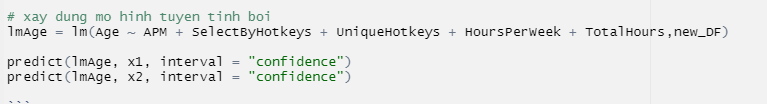 # xay dung mo hinh tuyen tinh boi
lmAge = lm(Age ~ APM + SelectByHotkeys + UniqueHotkeys + HoursPerWeek + TotalHours,new_DF)
predict(lmAge, x1, interval = "confidence")
predict(lmAge, x2, interval = "confidence")
```